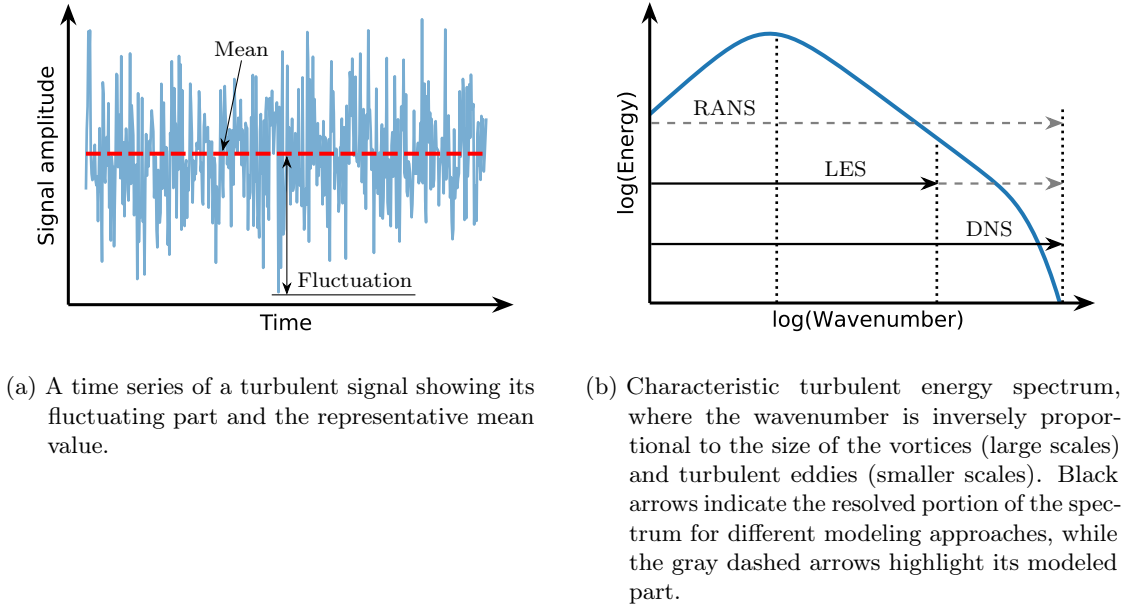 Signal amplitude
Mean
Fluctuation
Time
(a) A time series of a turbulent signal showing its
fluctuating part and the representative mean
value.
log(Energy)
RANS
LES
DNS
log(Wavenumber)
(b) Characteristic turbulent energy spectrum,
where the wavenumber is inversely propor-
tional to the size of the vortices (large scales)
and turbulent eddies (smaller scales). Black
arrows indicate the resolved portion of the spec-
trum for different modeling approaches, while
the gray dashed arrows highlight its modeled
part.